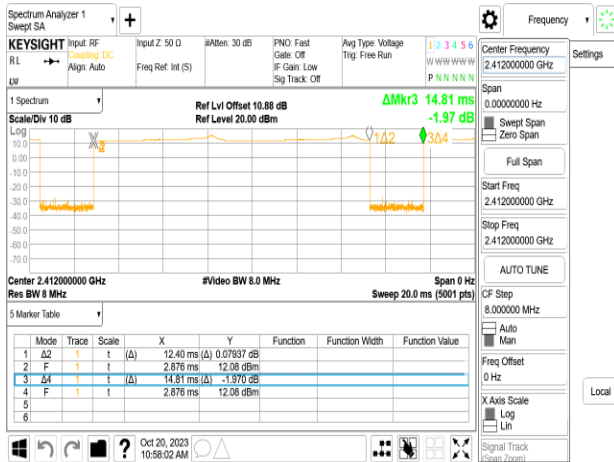 Spectrum Analyzer 1
Swept SA
+
Frequency
KEYSIGHT
Input: RF
Input Z: 50 Ω
#Atten: 30 dB
PNO: Fast
Avg Type: Voltage
1 2 3 4 5 6
RL
Coupling: DC
Gate: Off
Trig: Free Run
Align: Auto
Freq Ref: Int (S)
IF Gain: Low
W W W W W W
Sig Track: Off
P N N N N N
LXI
1 Spectrum
Ref Lvl Offset 10.88 dB
ΔMkr3 14.81 ms
Scale/Div 10 dB
Ref Level 20.00 dBm
-1.97 dB
Log
10.0
0.00
-10.0
-20.0
-30.0
-40.0
-50.0
-60.0
-70.0
2
1Δ2
3Δ4
Center 2.412000000 GHz
#Video BW 8.0 MHz
Span 0 Hz
Res BW 8 MHz
Sweep 20.0 ms (5001 pts)
5 Marker Table
Mode Trace Scale X Y Function Function Width Function Value
1 Δ2 1 t (Δ) 12.40 ms (Δ) 0.07937 dB
2 F 1 t 2.876 ms 12.08 dBm
3 Δ4 1 t (Δ) 14.81 ms (Δ) -1.970 dB
4 F 1 t 2.876 ms 12.08 dBm
5
6
?
Oct 20, 2023
10:58:02 AM
Center Frequency
2.412000000 GHz
Settings
Span
0.00000000 Hz
Swept Span
Zero Span
Full Span
Start Freq
2.412000000 GHz
Stop Freq
2.412000000 GHz
AUTO TUNE
CF Step
8.000000 MHz
Auto
Man
Freq Offset
0 Hz
Local
X Axis Scale
Log
Lin
Signal Track
(Span Zoom)